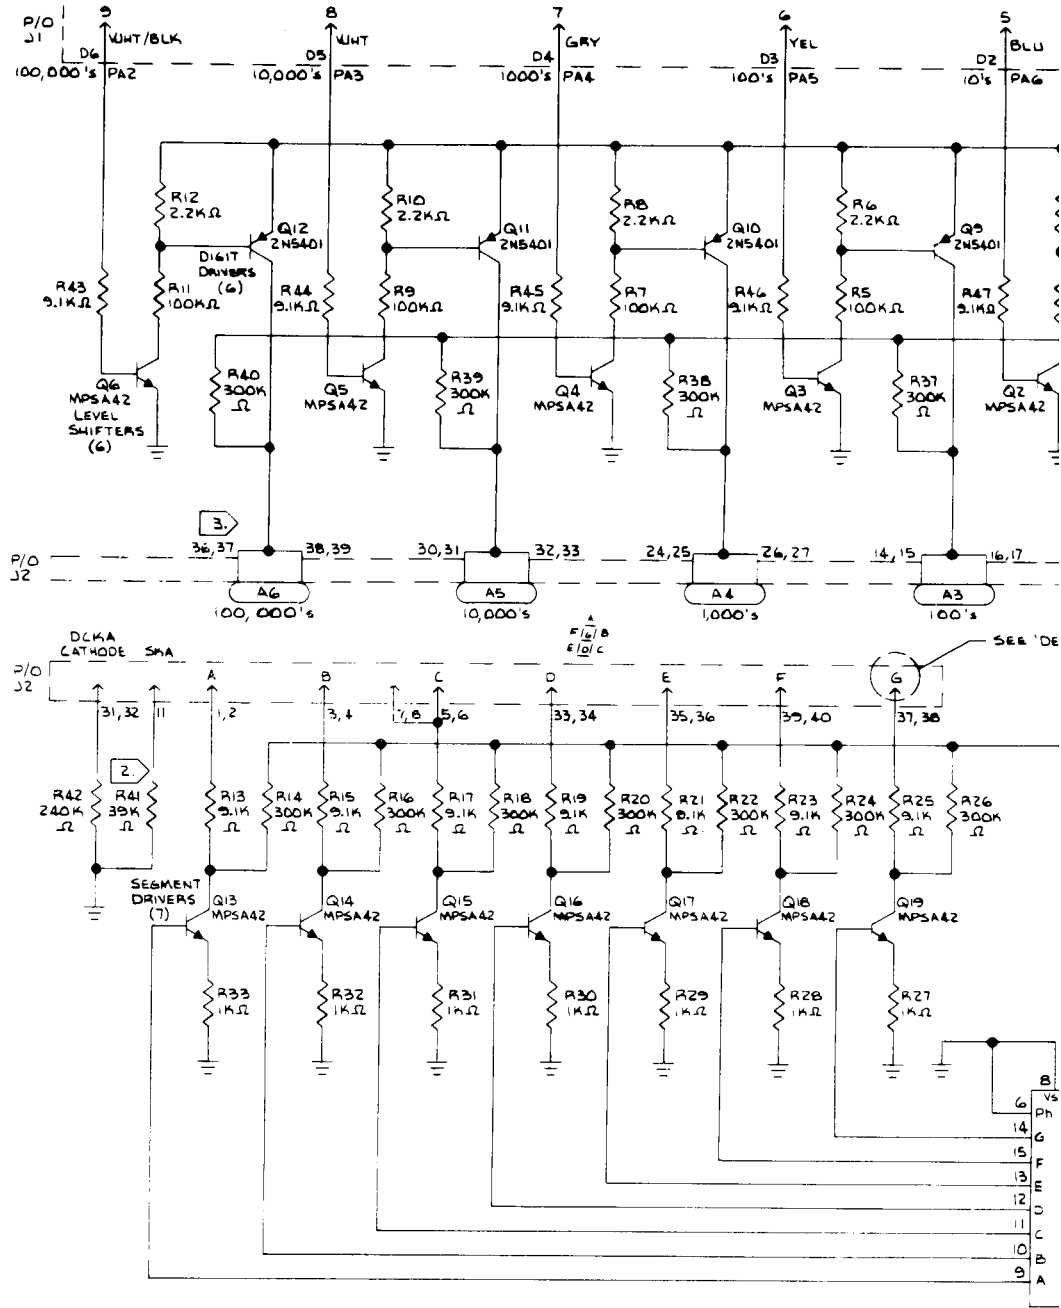 P/O
J1
9
WHT/BLK
D6
100,000's PA2
8
WHT
D5
10,000's PA3
7
GRY
D4
1000's PA4
6
YEL
D3
100's PA5
5
BLU
D2
10's PA6
R12
2.2KΩ
Q12
2N5401
DIGIT
DRIVERS
(6)
R10
2.2KΩ
Q11
2N5401
R8
2.2KΩ
Q10
2N5401
R6
2.2KΩ
Q9
2N5401
R43
9.1KΩ
R11
100KΩ
R44
9.1KΩ
R9
100KΩ
R45
9.1KΩ
R7
100KΩ
R46
9.1KΩ
R5
100KΩ
R47
9.1KΩ
Q6
MPSA42
LEVEL
SHIFTERS
(6)
R40
300K
Ω
Q5
MPSA42
R39
300K
Ω
Q4
MPSA42
R38
300K
Ω
Q3
MPSA42
R37
300K
Ω
Q2
MPSA42
3.
P/O
J2
36,37
38,39
30,31
32,33
24,25
26,27
14,15
16,17
A6
100,000's
A5
10,000's
A4
1,000's
A3
100's
A
F/G/B
E/D/C
SEE 'DE
DCKA
CATHODE SKA
P/O
J2
A
B
C
D
E
F
G
31,32
11
1,2
3,4
7,8
5,6
33,34
35,36
39,40
37,38
2.
R42
240K
Ω
R41
39K
Ω
R13
9.1K
Ω
R14
300K
Ω
R15
9.1K
Ω
R16
300K
Ω
R17
9.1K
Ω
R18
300K
Ω
R19
9.1K
Ω
R20
300K
Ω
R21
9.1K
Ω
R22
300K
Ω
R23
9.1K
Ω
R24
300K
Ω
R25
9.1K
Ω
R26
300K
Ω
SEGMENT
DRIVERS
(7)
Q13
MPSA42
Q14
MPSA42
Q15
MPSA42
Q16
MPSA42
Q17
MPSA42
Q18
MPSA42
Q19
MPSA42
R33
1KΩ
R32
1KΩ
R31
1KΩ
R30
1KΩ
R29
1KΩ
R28
1KΩ
R27
1KΩ
8
Vs
6
Ph
14
G
15
F
13
E
12
D
11
C
10
B
9
A